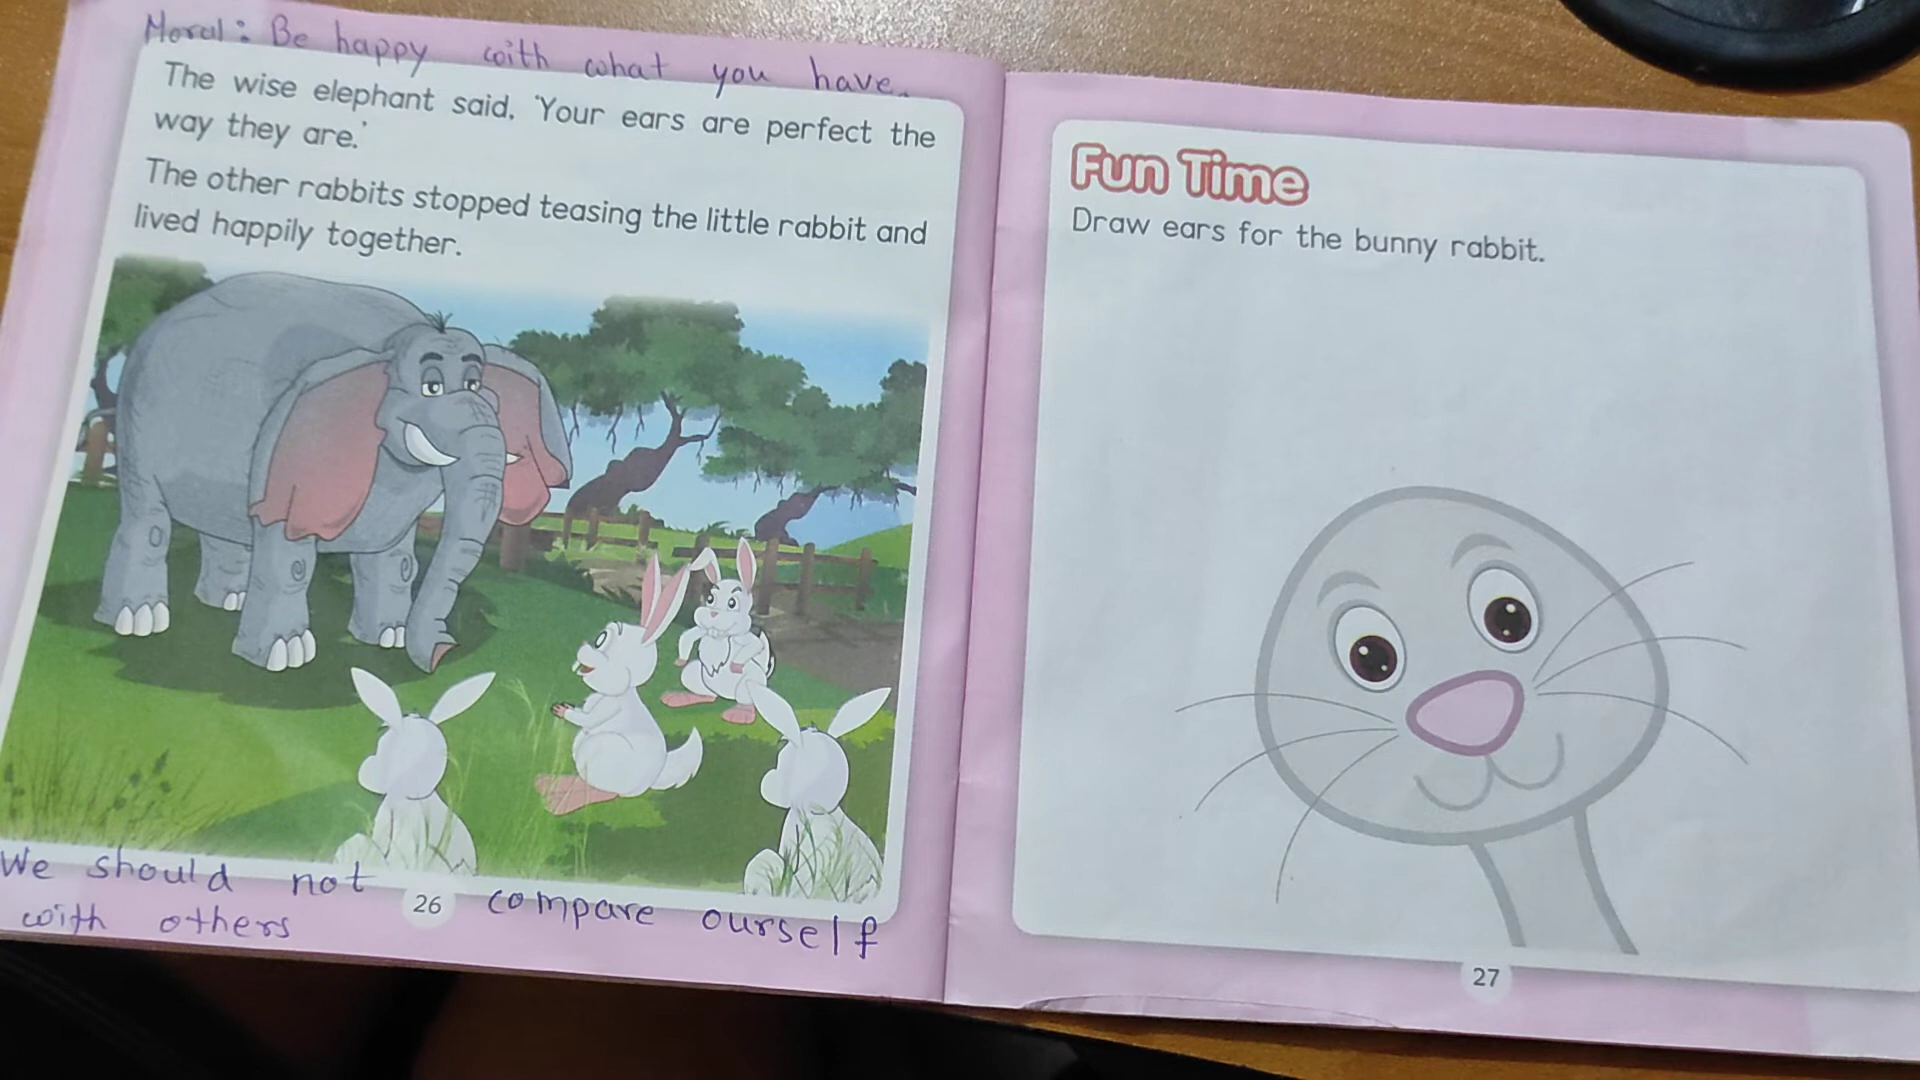 Moral: Be happy with what you have.
The wise elephant said, 'Your ears are perfect the
way they are.'
The other rabbits stopped teasing the little rabbit and
lived happily together.
We should not compare ourself
with others
26
Fun Time
Draw ears for the bunny rabbit.
27